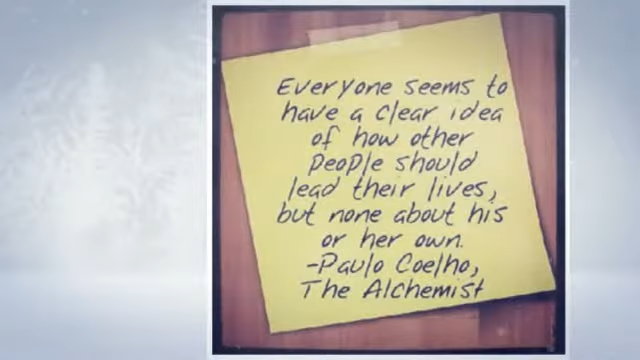 Everyone seems to
have a clear idea
of how other
people should
lead their lives,
but none about his
or her own.
-Paulo Coelho,
The Alchemist